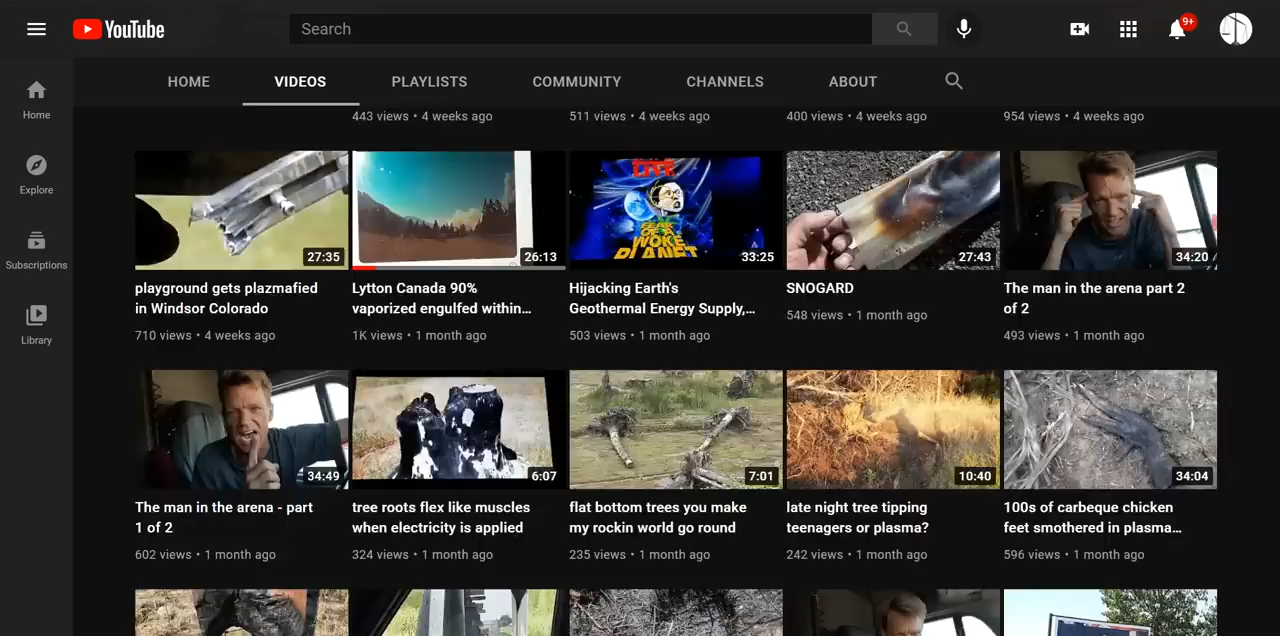 YouTube
Search
9+
HOME VIDEOS PLAYLISTS COMMUNITY CHANNELS ABOUT
Home
Explore
Subscriptions
Library
443 views • 4 weeks ago
511 views • 4 weeks ago
400 views • 4 weeks ago
954 views • 4 weeks ago
27:35
playground gets plazmafied
in Windsor Colorado
710 views • 4 weeks ago
26:13
Lytton Canada 90%
vaporized engulfed within...
1K views • 1 month ago
LIVE
WOKE
PLANET
33:25
Hijacking Earth's
Geothermal Energy Supply,...
503 views • 1 month ago
27:43
SNOGARD
548 views • 1 month ago
34:20
The man in the arena part 2
of 2
493 views • 1 month ago
34:49
The man in the arena - part
1 of 2
602 views • 1 month ago
6:07
tree roots flex like muscles
when electricity is applied
324 views • 1 month ago
7:01
flat bottom trees you make
my rockin world go round
235 views • 1 month ago
10:40
late night tree tipping
teenagers or plasma?
242 views • 1 month ago
34:04
100s of carbeque chicken
feet smothered in plasma...
596 views • 1 month ago